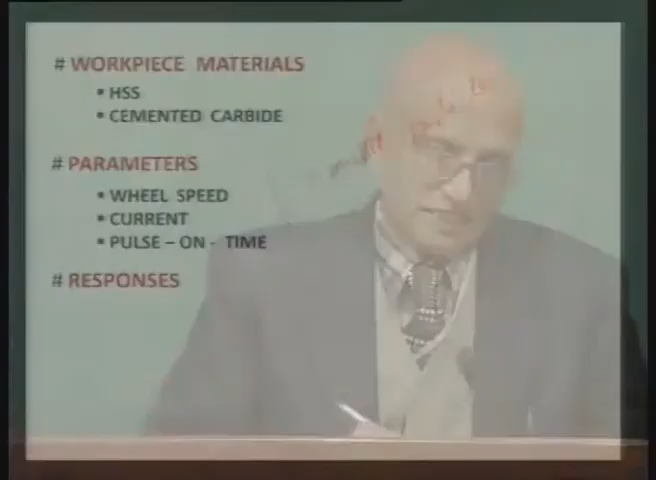 # WORKPIECE MATERIALS
• HSS
• CEMENTED CARBIDE
# PARAMETERS
• WHEEL SPEED
• CURRENT
• PULSE – ON - TIME
# RESPONSES